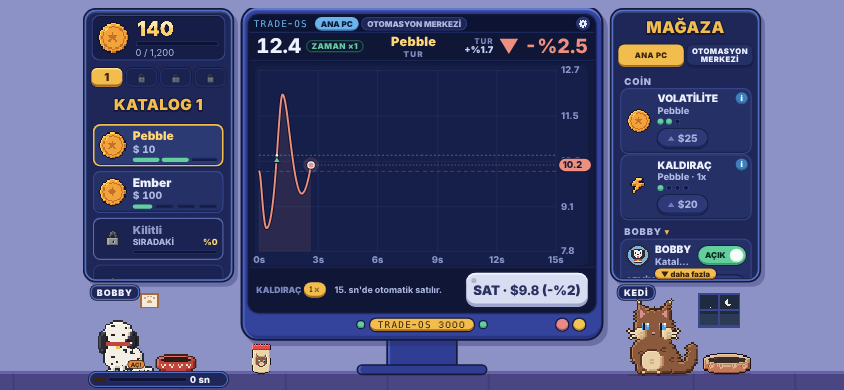 140
0 / 1,200
1
KATALOG 1
Pebble
$ 10
Ember
$ 100
Kilitli
SIRADAKİ %0
BOBBY
AÇ!
0 sn
TRADE-OS ANA PC OTOMASYON MERKEZİ
12.4 ZAMAN ×1 Pebble TUR TUR +%1.7 -%2.5
12.7
11.5
10.2
9.1
7.8
0s 3s 6s 9s 12s 15s
KALDIRAÇ 1× 15. sn'de otomatik satılır. SAT · $9.8 (-%2)
TRADE-OS 3000
MAĞAZA
ANA PC OTOMASYON MERKEZİ
COİN
VOLATİLİTE
Pebble
$25
KALDIRAÇ
Pebble · 1x
$20
BOBBY ▾
BOBBY AÇIK
Katal...
▾ daha fazla
KEDİ